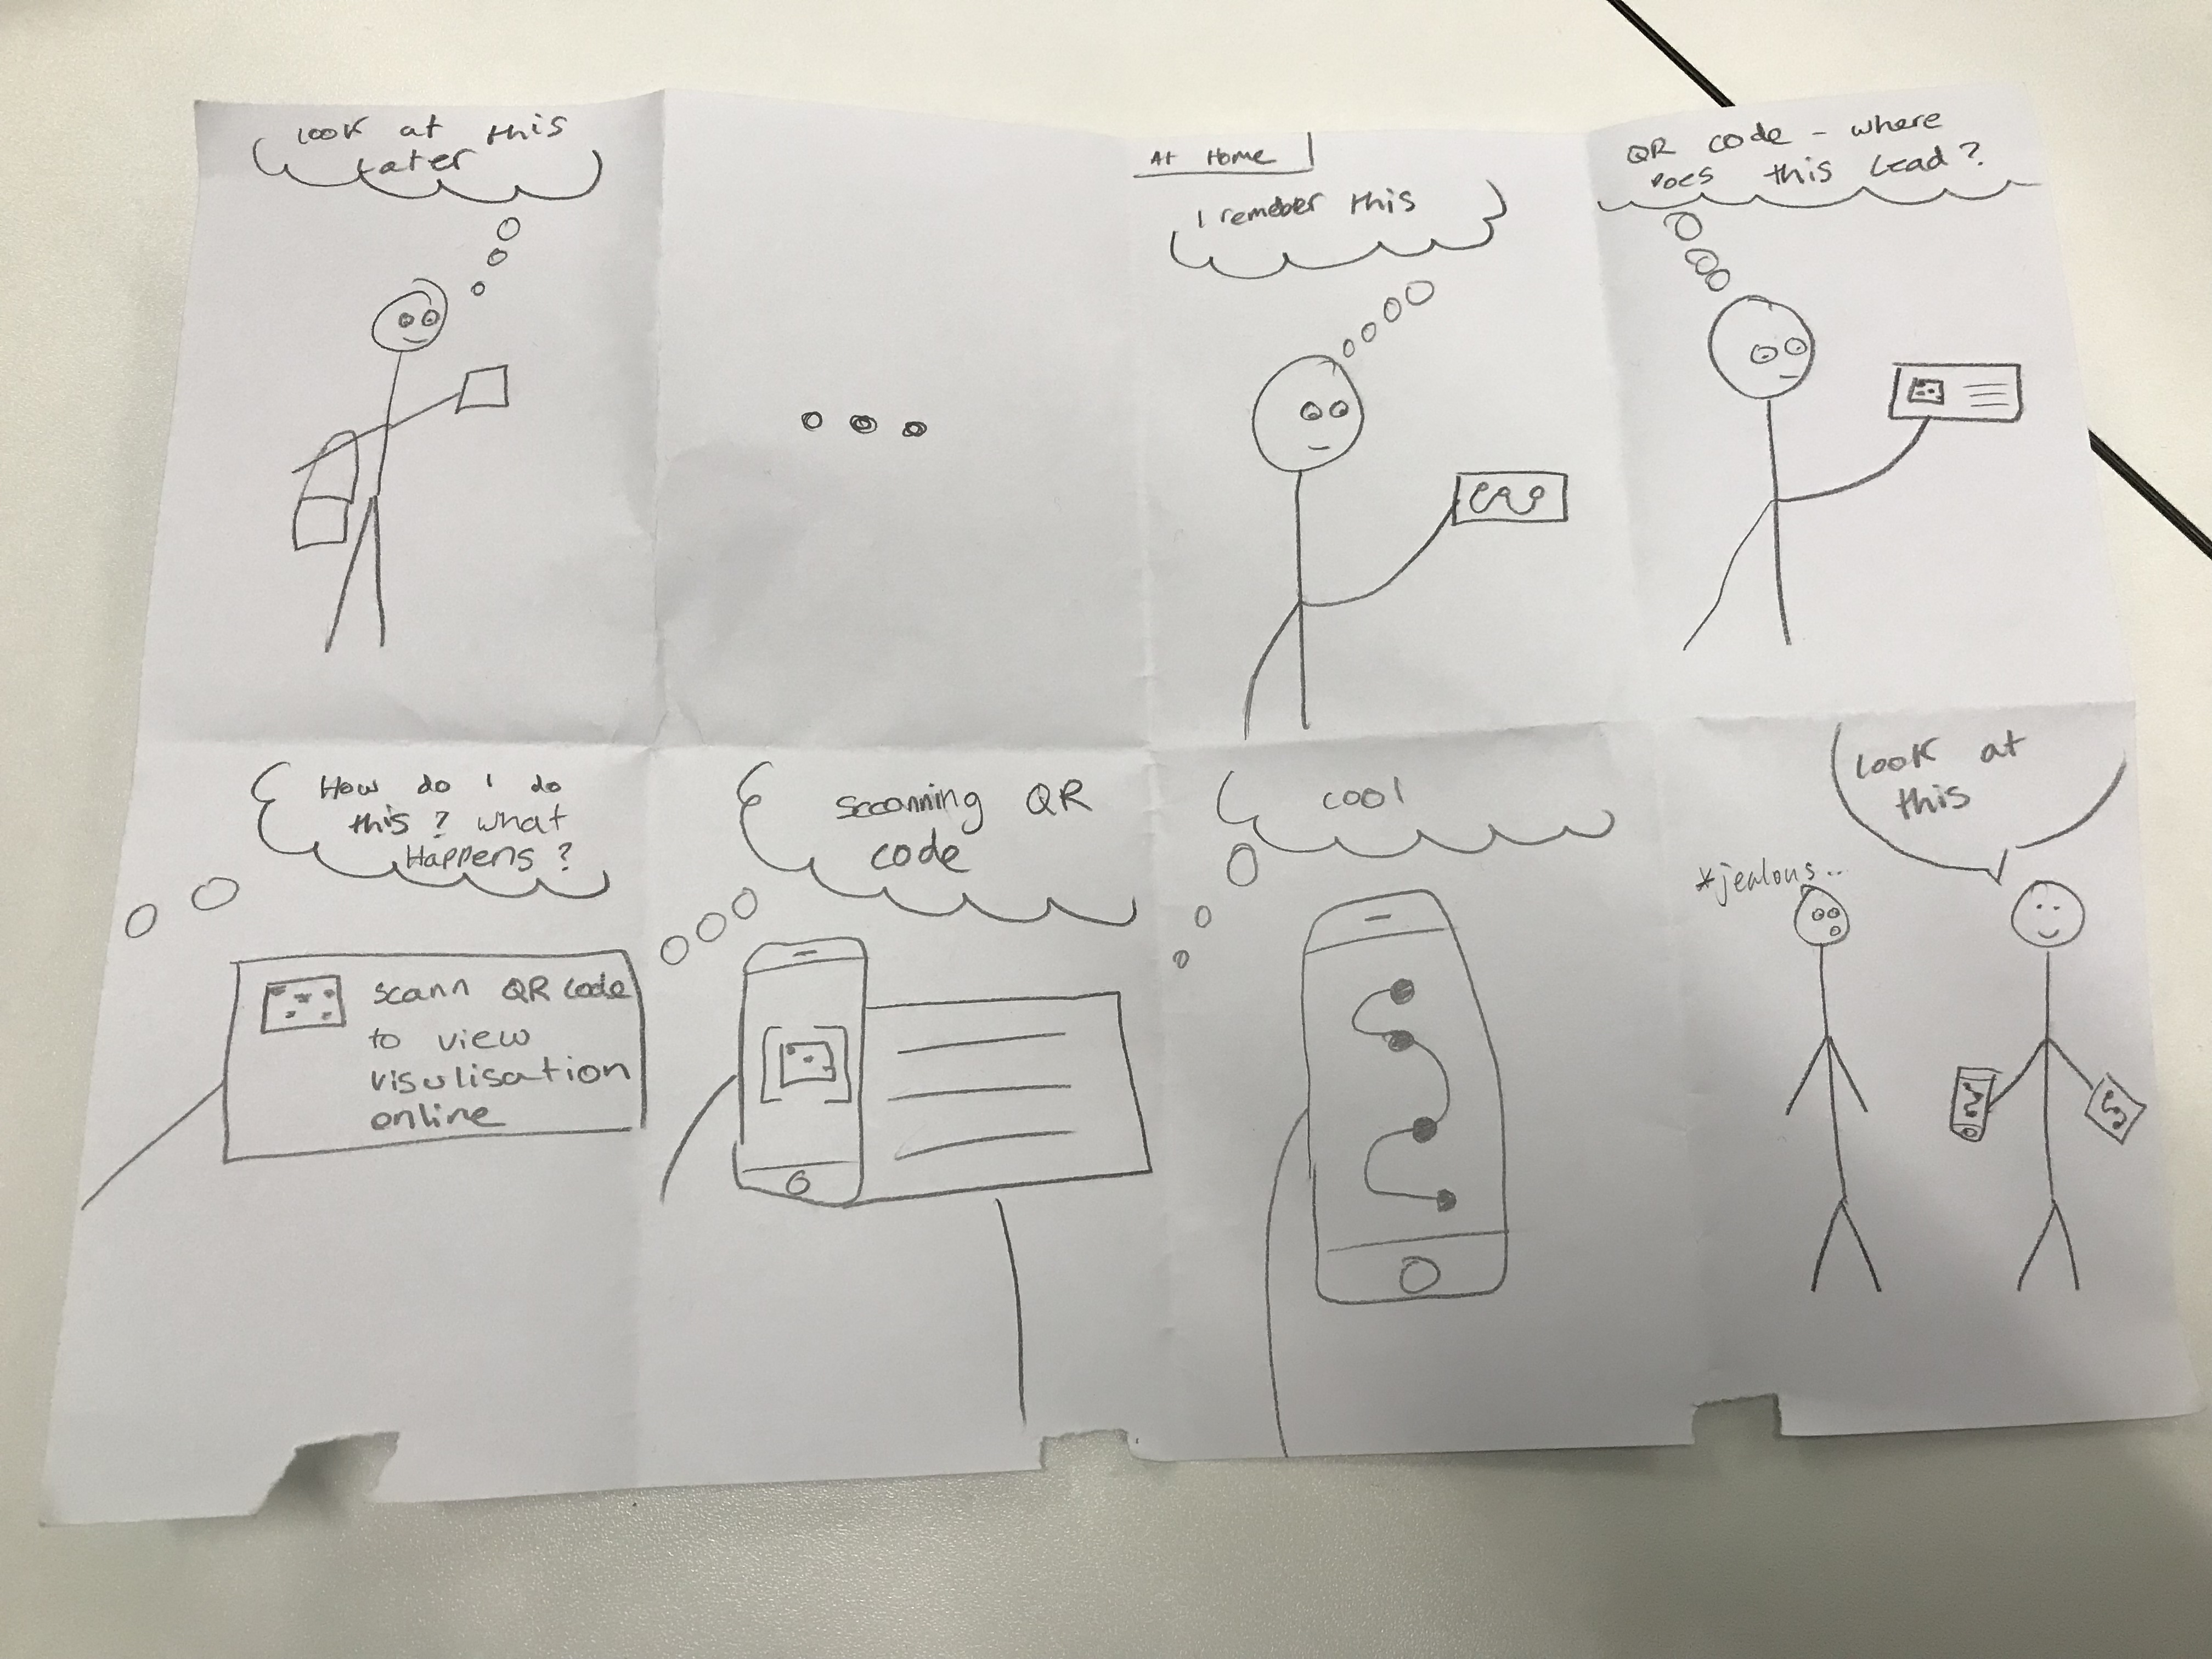 look at this
Later
At Home
I remeber this
QR code - where
Does this Lead?
How do I do
this? what
Happens?
scann QR code
to view
visulisation
online
scanning QR
code
cool
Look at
this
*jealous..